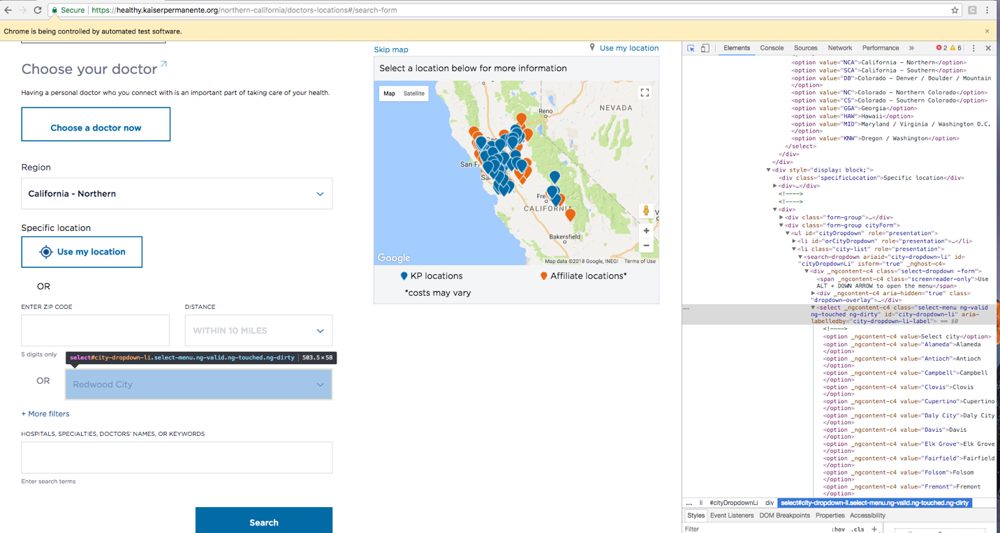 Secure | https://healthy.kaiserpermanente.org/northern-california/doctors-locations#/search-form
Chrome is being controlled by automated test software.
Choose your doctor
Having a personal doctor who you connect with is an important part of taking care of your health.
Choose a doctor now
Region
California - Northern
Specific location
Use my location
OR
ENTER ZIP CODE
DISTANCE
WITHIN 10 MILES
5 digits only
select#city-dropdown-li.select-menu.ng-valid.ng-touched.ng-dirty | 503.5 × 58
OR
Redwood City
+ More filters
HOSPITALS, SPECIALTIES, DOCTORS' NAMES, OR KEYWORDS
Enter search terms
Search
Skip map
Use my location
Select a location below for more information
Map
Satellite
Reno
NEVADA
San F
Fre
CALIFORNIA
Bakersfield
Google
Map data ©2018 Google, INEGI
Terms of Use
KP locations
Affiliate locations*
*costs may vary
Elements
Console
Sources
Network
Performance
»
2
6
<option value="NCA">California - Northern</option>
<option value="SCA">California - Southern</option>
<option value="DB">Colorado - Denver / Boulder / Mountain
</option>
<option value="NC">Colorado - Northern Colorado</option>
<option value="CS">Colorado - Southern Colorado</option>
<option value="GGA">Georgia</option>
<option value="HAW">Hawaii</option>
<option value="MID">Maryland / Virginia / Washington D.C.
</option>
<option value="KNW">Oregon / Washington</option>
</select>
</div>
</div>
<div style="display: block;">
<div class="specificLocation">Specific location</div>
<div>…</div>
<!---->
<!---->
<div>
<div class="form-group">…</div>
<div class="form-group cityForm">
<ul id="cityDropdown" role="presentation">
<li id="orCityDropdown" role="presentation">…</li>
<li class="city-list" role="presentation">
<search-dropdown ariaid="city-dropdown-li" id=
"cityDropdownLi" isform="true" _nghost-c4>
<div _ngcontent-c4 class="select-dropdown -form">
<span _ngcontent-c4 class="screenreader-only">Use
ALT + DOWN ARROW to open the menu</span>
<div _ngcontent-c4 aria-hidden="true" class=
"dropdown-overlay">…</div>
<select _ngcontent-c4 class="select-menu ng-valid
ng-touched ng-dirty" id="city-dropdown-li" aria-
labelledby="city-dropdown-li-label"> == $0
<!---->
<option _ngcontent-c4 value>Select city</option>
<option _ngcontent-c4 value="Alameda">Alameda
</option>
<option _ngcontent-c4 value="Antioch">Antioch
</option>
<option _ngcontent-c4 value="Campbell">Campbell
</option>
<option _ngcontent-c4 value="Clovis">Clovis
</option>
<option _ngcontent-c4 value="Cupertino">Cupertino
</option>
<option _ngcontent-c4 value="Daly City">Daly City
</option>
<option _ngcontent-c4 value="Davis">Davis
</option>
<option _ngcontent-c4 value="Elk Grove">Elk Grove
</option>
<option _ngcontent-c4 value="Fairfield">Fairfield
</option>
<option _ngcontent-c4 value="Folsom">Folsom
</option>
<option _ngcontent-c4 value="Fremont">Fremont
</option>
... li #cityDropdownLi div select#city-dropdown-li.select-menu.ng-valid.ng-touched.ng-dirty
Styles
Event Listeners
DOM Breakpoints
Properties
Accessibility
Filter
:hov
.cls
+